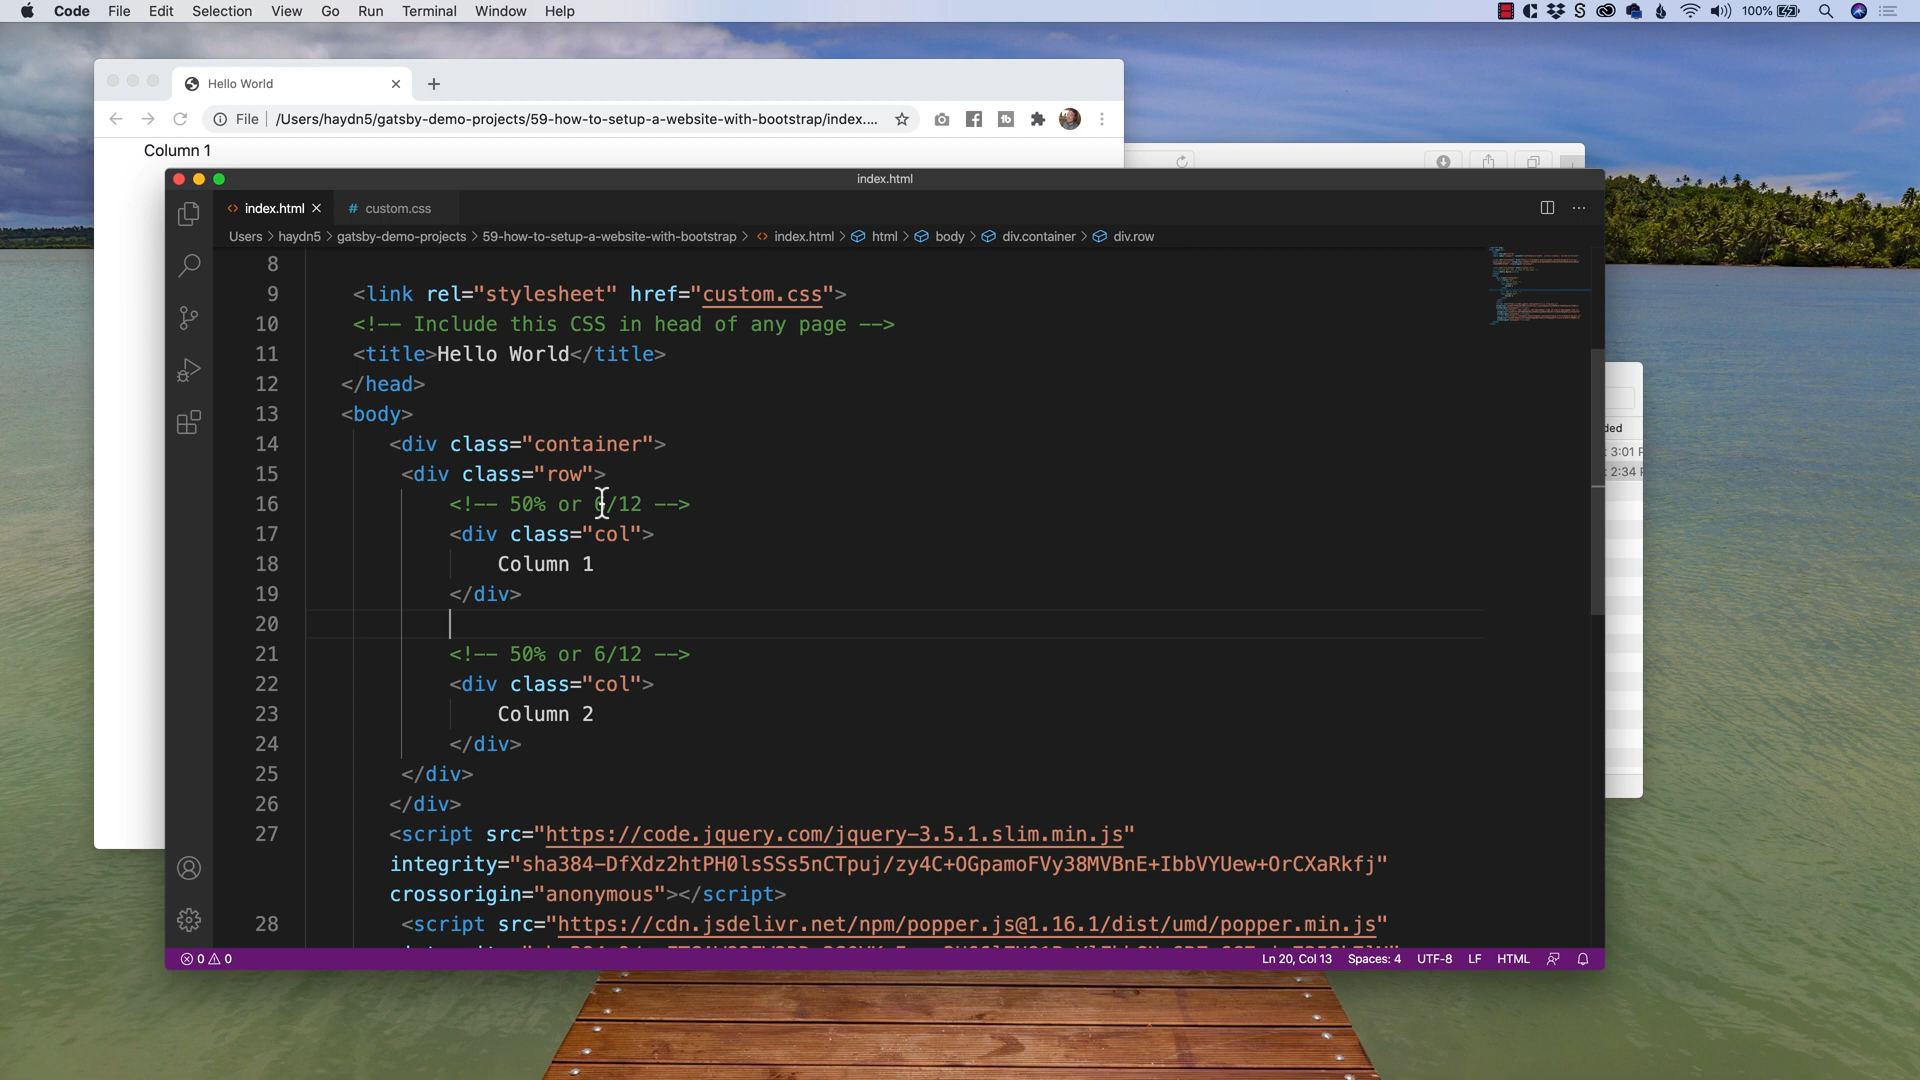 Code File Edit Selection View Go Run Terminal Window Help 100%
Hello World
File /Users/haydn5/gatsby-demo-projects/59-how-to-setup-a-website-with-bootstrap/index....
Column 1
index.html
index.html custom.css
Users > haydn5 > gatsby-demo-projects > 59-how-to-setup-a-website-with-bootstrap > index.html > html > body > div.container > div.row
8
9 <link rel="stylesheet" href="custom.css">
10 <!-- Include this CSS in head of any page -->
11 <title>Hello World</title>
12 </head>
13 <body>
14 <div class="container">
15 <div class="row">
16 <!-- 50% or 6/12 -->
17 <div class="col">
18 Column 1
19 </div>
20
21 <!-- 50% or 6/12 -->
22 <div class="col">
23 Column 2
24 </div>
25 </div>
26 </div>
27 <script src="https://code.jquery.com/jquery-3.5.1.slim.min.js"
integrity="sha384-DfXdz2htPH0lsSSs5nCTpuj/zy4C+OGpamoFVy38MVBnE+IbbVYUew+OrCXaRkfj"
crossorigin="anonymous"></script>
28 <script src="https://cdn.jsdelivr.net/npm/popper.js@1.16.1/dist/umd/popper.min.js"
0 0 Ln 20, Col 13 Spaces: 4 UTF-8 LF HTML
ded
3:01
2:34